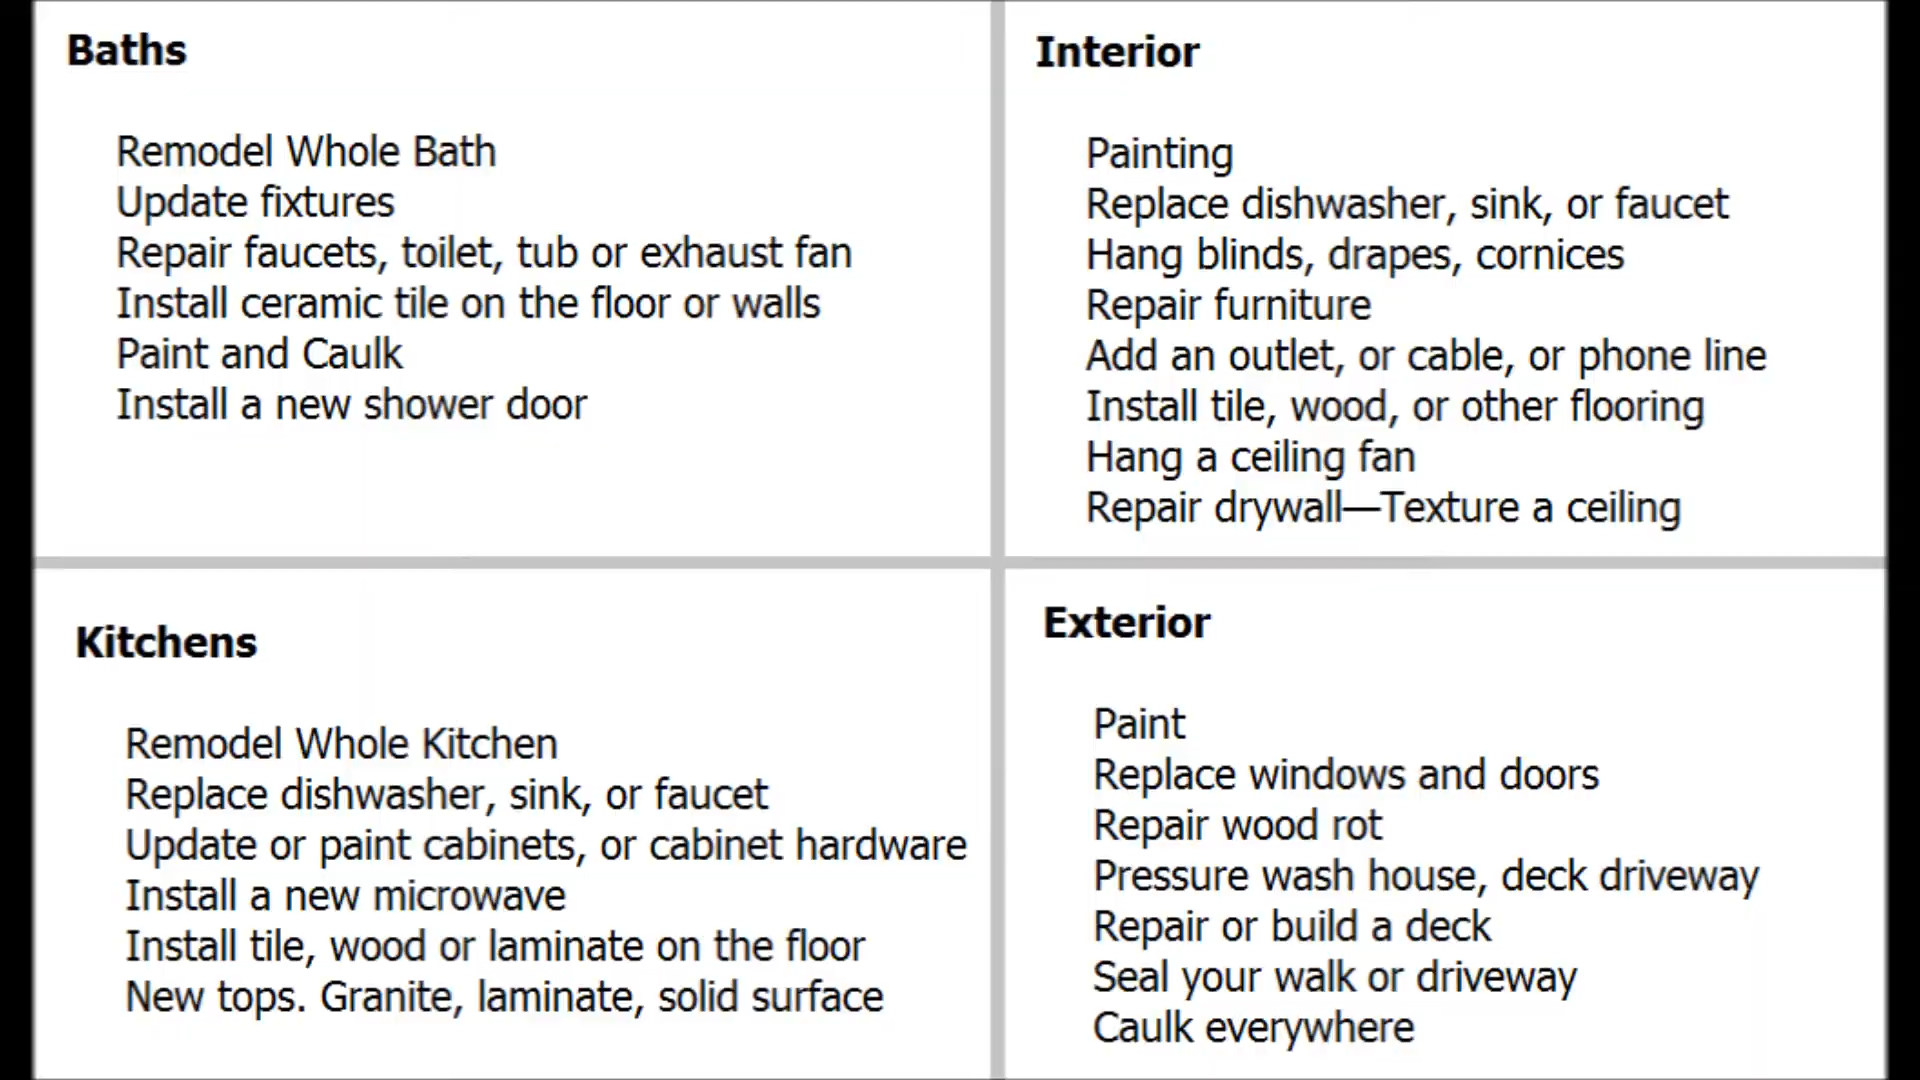 Baths
Remodel Whole Bath
Update fixtures
Repair faucets, toilet, tub or exhaust fan
Install ceramic tile on the floor or walls
Paint and Caulk
Install a new shower door
Interior
Painting
Replace dishwasher, sink, or faucet
Hang blinds, drapes, cornices
Repair furniture
Add an outlet, or cable, or phone line
Install tile, wood, or other flooring
Hang a ceiling fan
Repair drywall—Texture a ceiling
Kitchens
Remodel Whole Kitchen
Replace dishwasher, sink, or faucet
Update or paint cabinets, or cabinet hardware
Install a new microwave
Install tile, wood or laminate on the floor
New tops. Granite, laminate, solid surface
Exterior
Paint
Replace windows and doors
Repair wood rot
Pressure wash house, deck driveway
Repair or build a deck
Seal your walk or driveway
Caulk everywhere